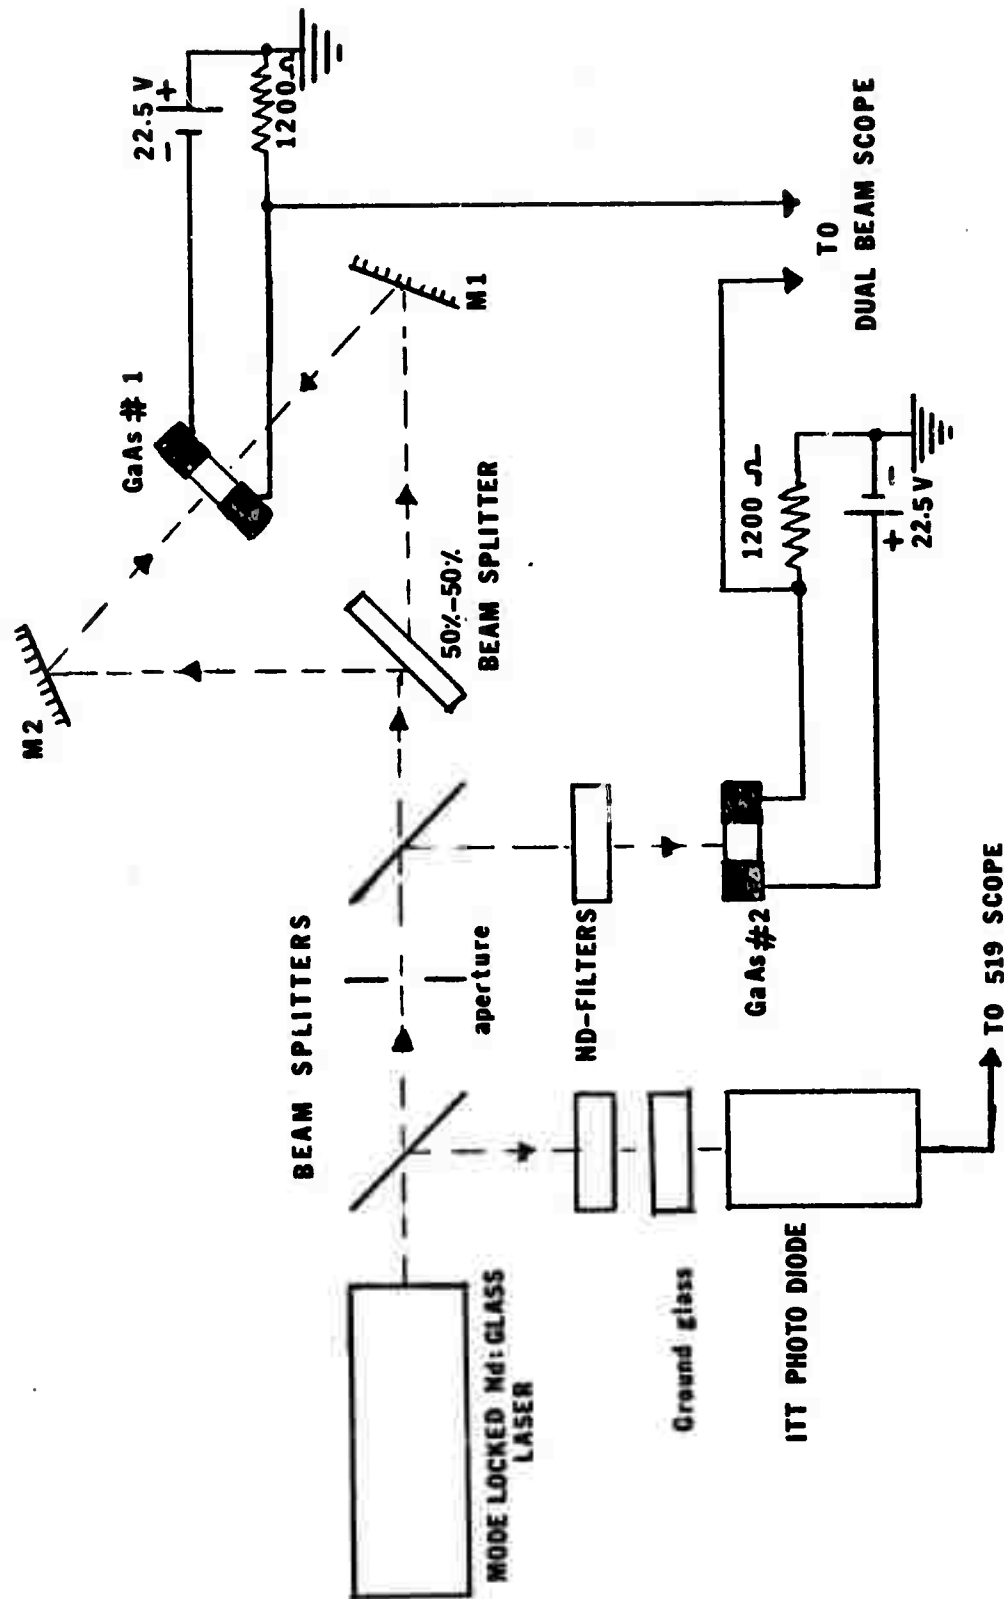 M2
GaAs #1
22.5 V
- +
1200Ω
M1
50%-50%
BEAM SPLITTER
BEAM SPLITTERS
aperture
MODE LOCKED Nd:GLASS
LASER
ND-FILTERS
Ground glass
ITT PHOTO DIODE
TO 519 SCOPE
GaAs #2
1200 Ω
+ -
22.5 V
TO
DUAL BEAM SCOPE